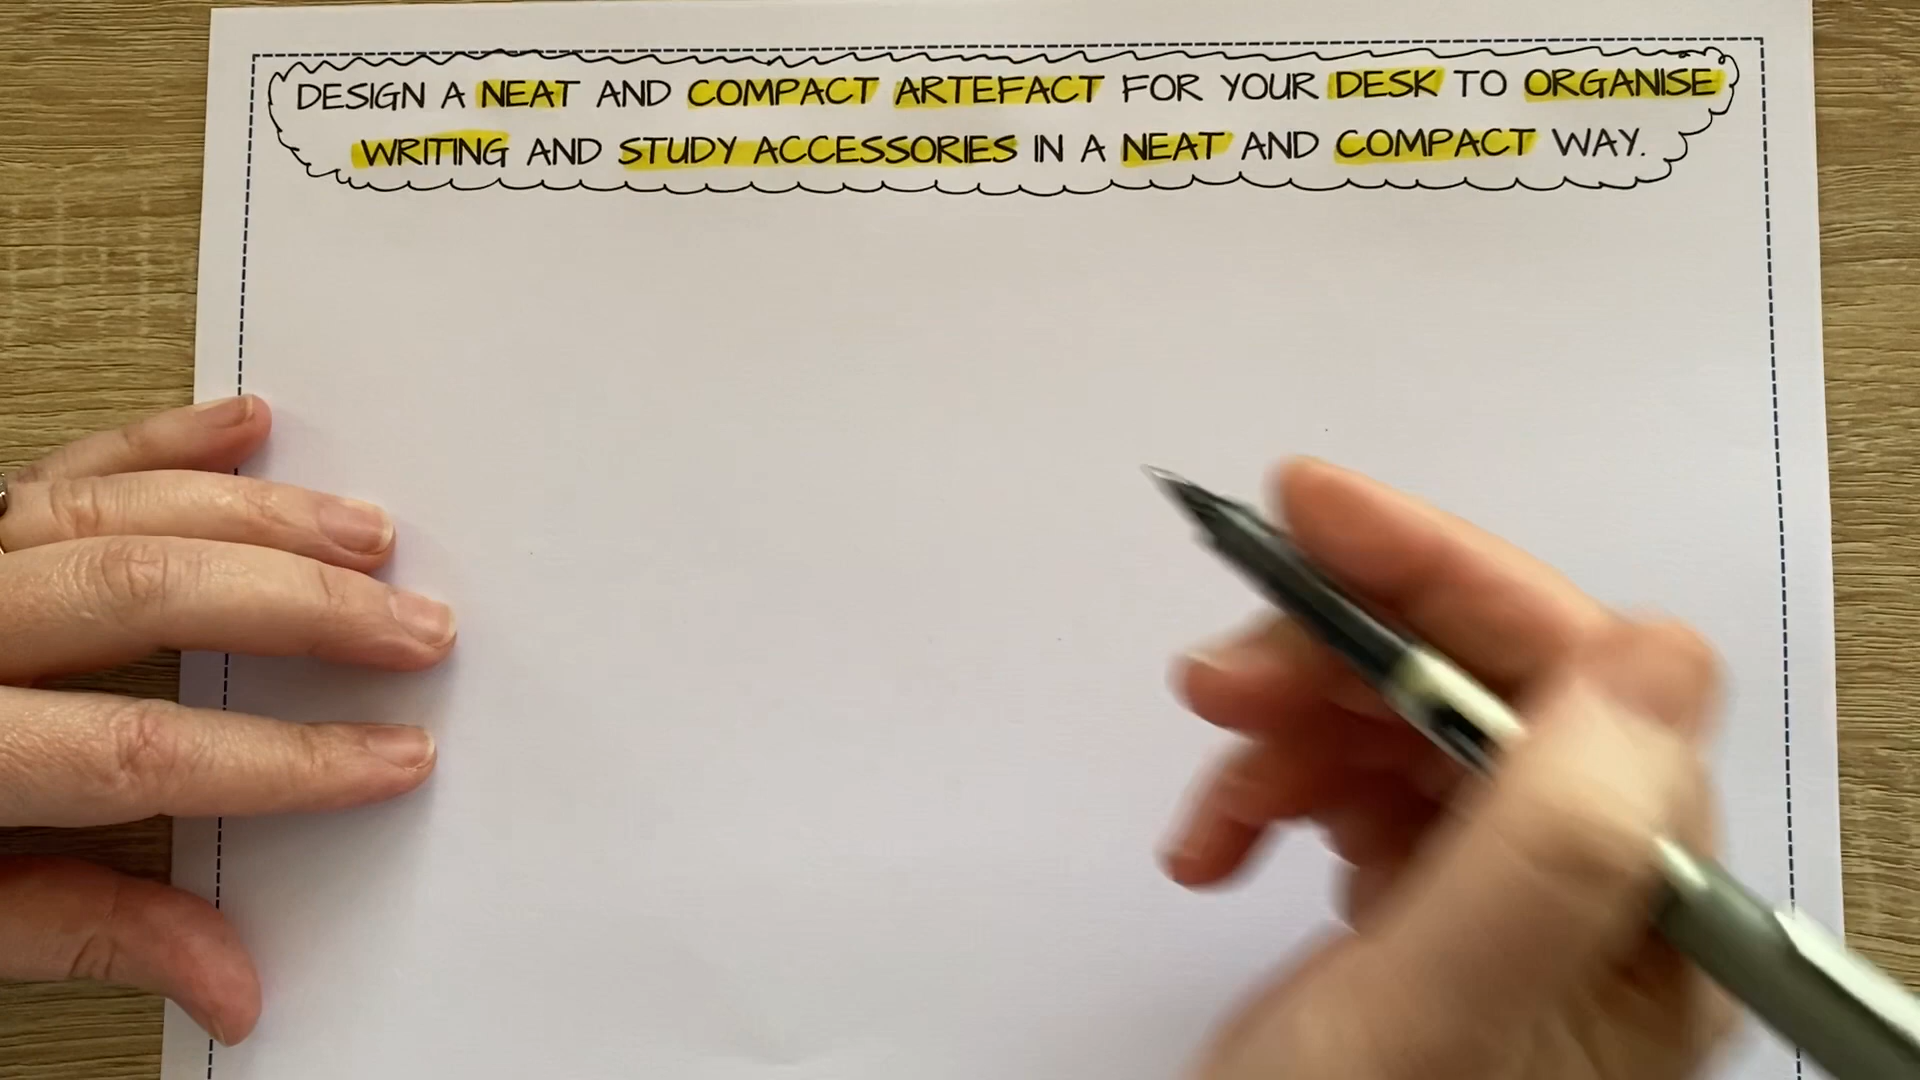 DESIGN A NEAT AND COMPACT ARTEFACT FOR YOUR DESK TO ORGANISE
WRITING AND STUDY ACCESSORIES IN A NEAT AND COMPACT WAY.